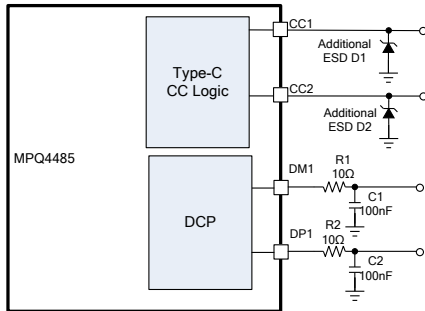 CC1
Additional
ESD D1
Type-C
CC Logic
CC2
Additional
ESD D2
MPQ4485
DM1
R1
10Ω
C1
100nF
DCP
DP1
R2
10Ω
C2
100nF